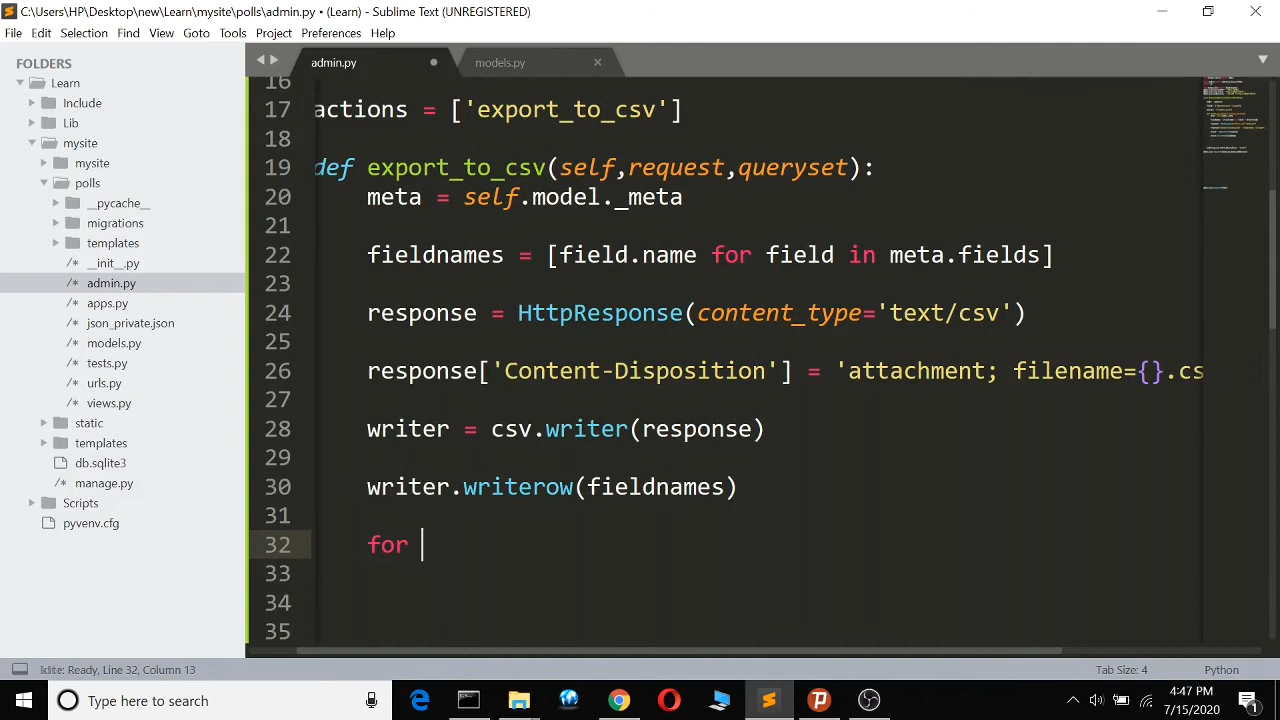 C:\Users\HP\Desktop\new\Learn\mysite\polls\admin.py • (Learn) - Sublime Text (UNREGISTERED)
File Edit Selection Find View Goto Tools Project Preferences Help
FOLDERS
Learn
Include
Lib
mysite
mysite
polls
__pycache__
migrations
templates
__init__.py
admin.py
apps.py
json_private.json
models.py
tests.py
urls.py
views.py
static
templates
db.sqlite3
manage.py
Scripts
pyvenv.cfg
admin.py models.py
16
17 actions = ['export_to_csv']
18
19 def export_to_csv(self,request,queryset):
20 meta = self.model._meta
21
22 fieldnames = [field.name for field in meta.fields]
23
24 response = HttpResponse(content_type='text/csv')
25
26 response['Content-Disposition'] = 'attachment; filename={}.cs
27
28 writer = csv.writer(response)
29
30 writer.writerow(fieldnames)
31
32 for
33
34
35
kite: Ready, Line 32, Column 13 Tab Size: 4 Python
Type here to search
4:47 PM
7/15/2020
1